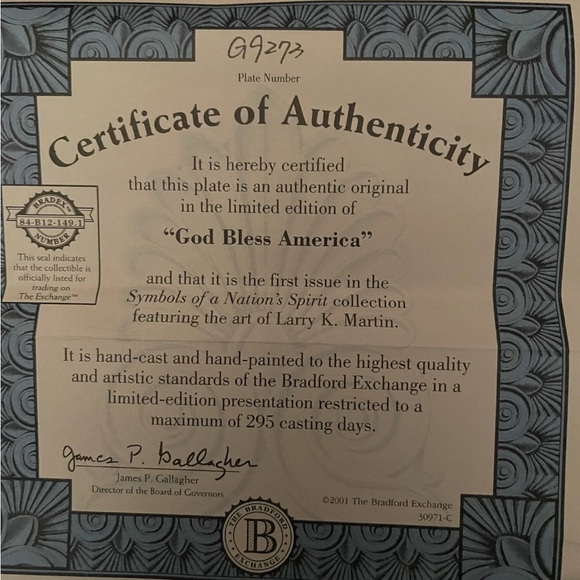 G9273
Plate Number
Certificate of Authenticity
It is hereby certified
that this plate is an authentic original
in the limited edition of
“God Bless America”
BRADEX™
84-B12-149.1
NUMBER
This seal indicates
that the collectible is
officially listed for
trading on
The Exchange™
and that it is the first issue in the
Symbols of a Nation's Spirit collection
featuring the art of Larry K. Martin.
It is hand-cast and hand-painted to the highest quality
and artistic standards of the Bradford Exchange in a
limited-edition presentation restricted to a
maximum of 295 casting days.
James P. Gallagher
James P. Gallagher
Director of the Board of Governors
THE BRADFORD
B
EXCHANGE
©2001 The Bradford Exchange
30971-C